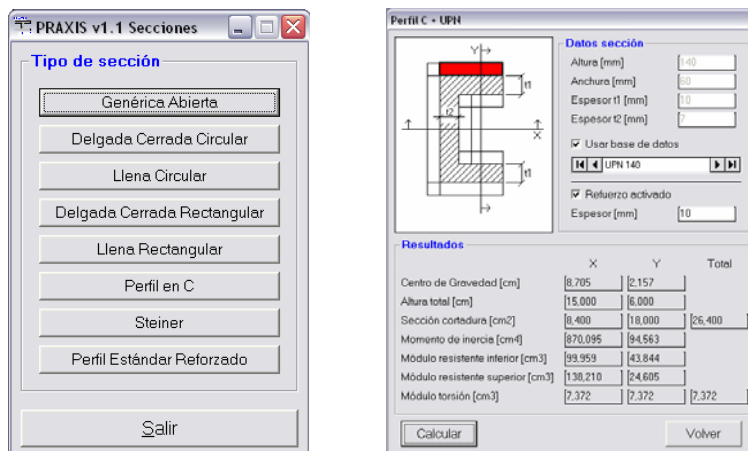 PRAXIS v1.1 Secciones
Tipo de sección
Genérica Abierta
Delgada Cerrada Circular
Llena Circular
Delgada Cerrada Rectangular
Llena Rectangular
Perfil en C
Steiner
Perfil Estándar Reforzado
Salir
Perfil C + UPN
Y
t1
t2
X
t1
Datos sección
Altura [mm] 140
Anchura [mm] 60
Espesor t1 [mm] 10
Espesor t2 [mm] 7
Usar base de datos
UPN 140
Refuerzo activado
Espesor [mm] 10
Resultados
X Y Total
Centro de Gravedad [cm] 8,705 2,157
Altura total [cm] 15,000 6,000
Sección cortadura [cm2] 8,400 18,000 26,400
Momento de inercia [cm4] 870,095 94,563
Módulo resistente inferior [cm3] 99,959 43,844
Módulo resistente superior [cm3] 138,210 24,605
Módulo torsión [cm3] 7,372 7,372 7,372
Calcular Volver